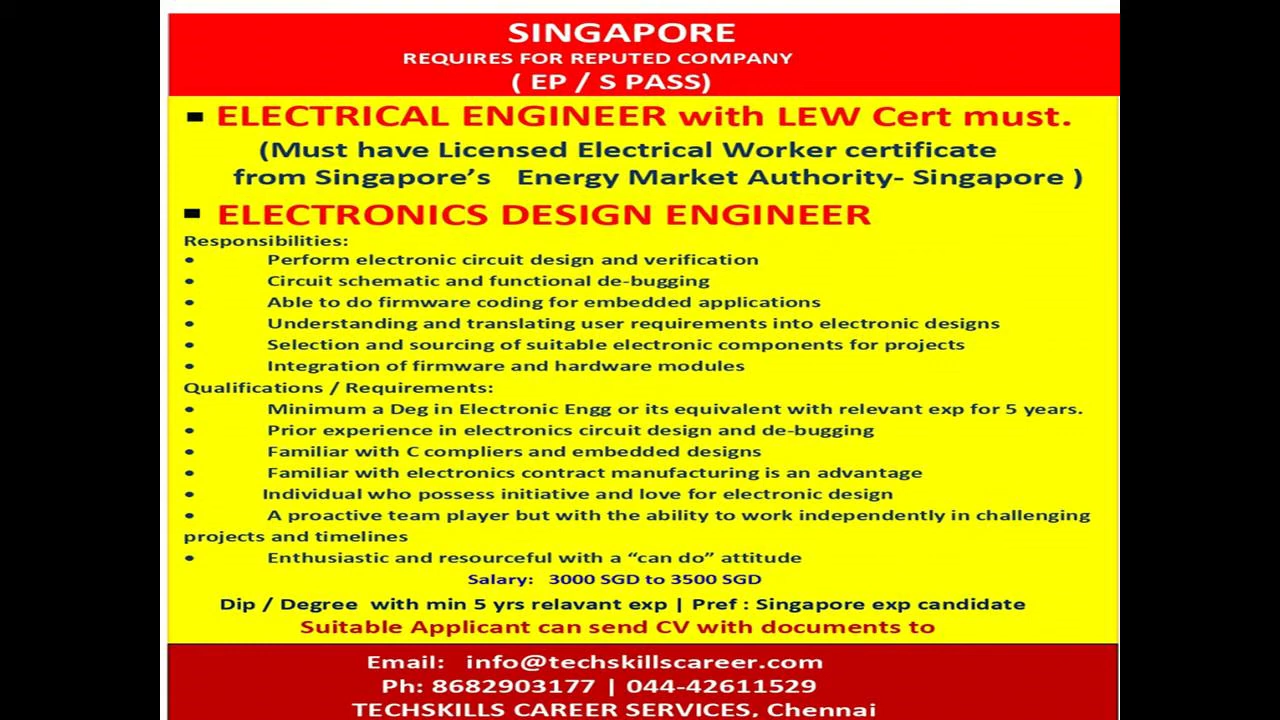 SINGAPORE
REQUIRES FOR REPUTED COMPANY
( EP / S PASS)
▪ ELECTRICAL ENGINEER with LEW Cert must.
(Must have Licensed Electrical Worker certificate
from Singapore’s Energy Market Authority- Singapore )
▪ ELECTRONICS DESIGN ENGINEER
Responsibilities:
• Perform electronic circuit design and verification
• Circuit schematic and functional de-bugging
• Able to do firmware coding for embedded applications
• Understanding and translating user requirements into electronic designs
• Selection and sourcing of suitable electronic components for projects
• Integration of firmware and hardware modules
Qualifications / Requirements:
• Minimum a Deg in Electronic Engg or its equivalent with relevant exp for 5 years.
• Prior experience in electronics circuit design and de-bugging
• Familiar with C compliers and embedded designs
• Familiar with electronics contract manufacturing is an advantage
• Individual who possess initiative and love for electronic design
• A proactive team player but with the ability to work independently in challenging
projects and timelines
• Enthusiastic and resourceful with a “can do” attitude
Salary: 3000 SGD to 3500 SGD
Dip / Degree with min 5 yrs relavant exp | Pref : Singapore exp candidate
Suitable Applicant can send CV with documents to
Email: info@techskillscareer.com
Ph: 8682903177 | 044-42611529
TECHSKILLS CAREER SERVICES, Chennai